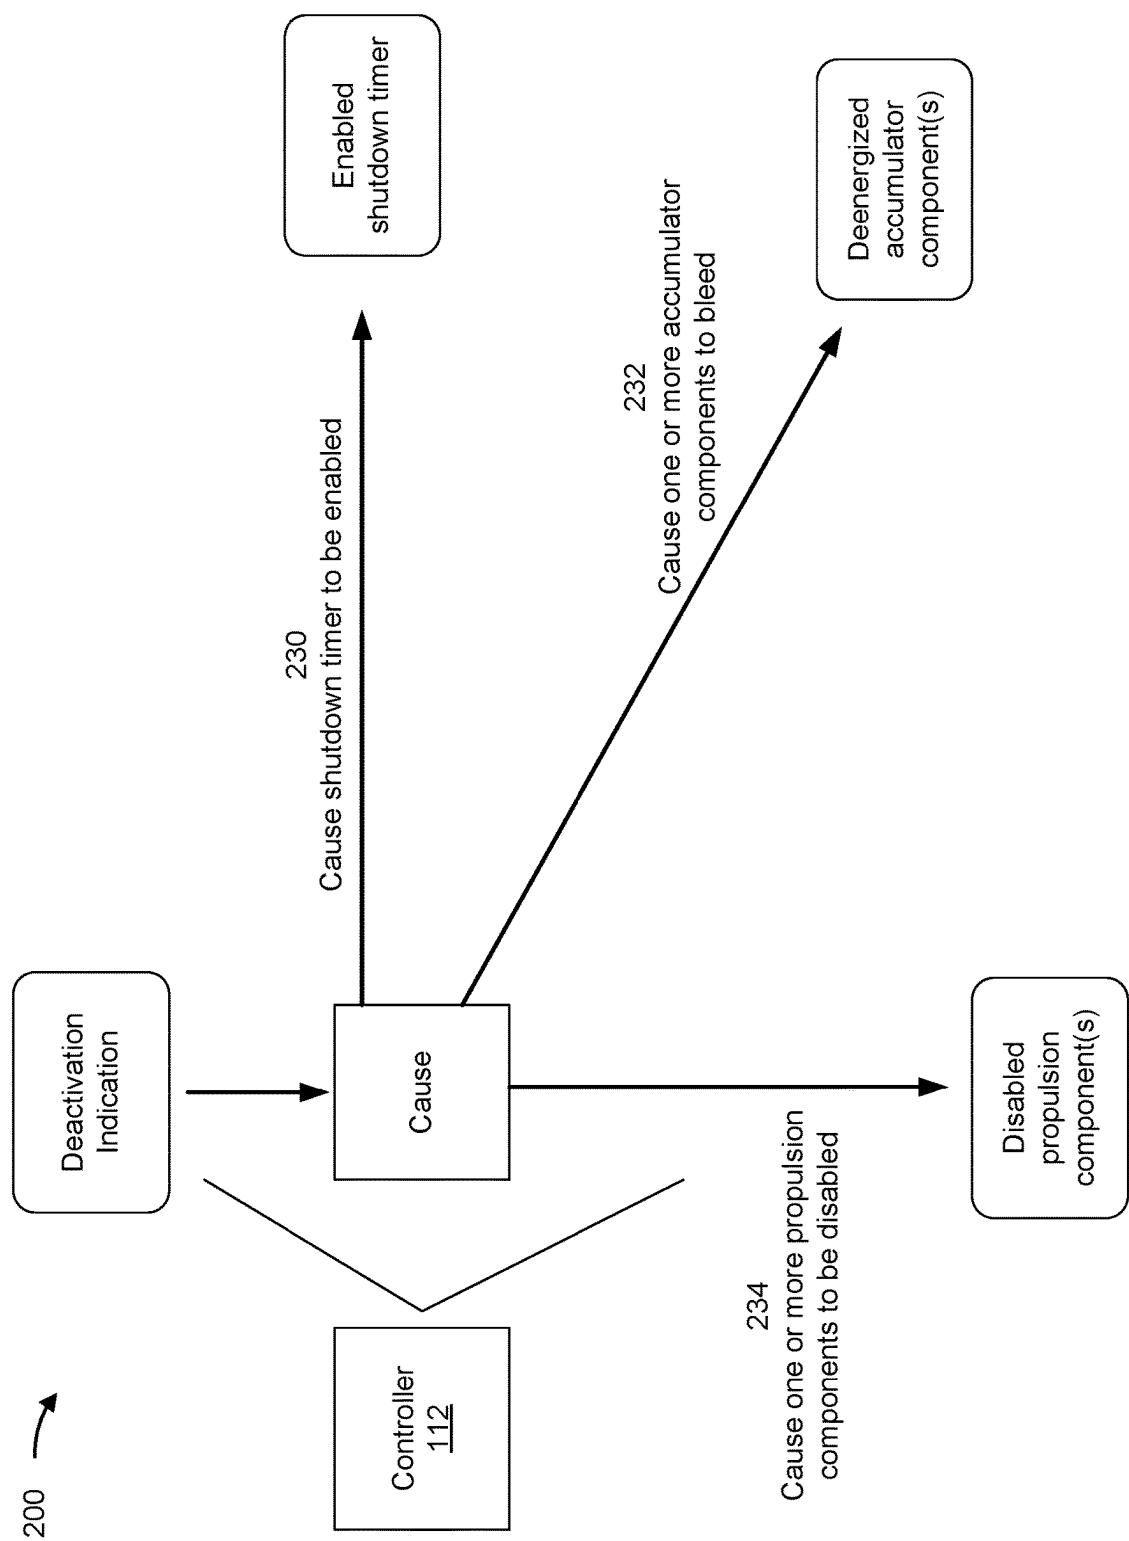 200
Controller
112
Deactivation
Indication
Cause
230
Cause shutdown timer to be enabled
Enabled
shutdown timer
232
Cause one or more accumulator
components to bleed
Deenergized
accumulator
component(s)
234
Cause one or more propulsion
components to be disabled
Disabled
propulsion
component(s)